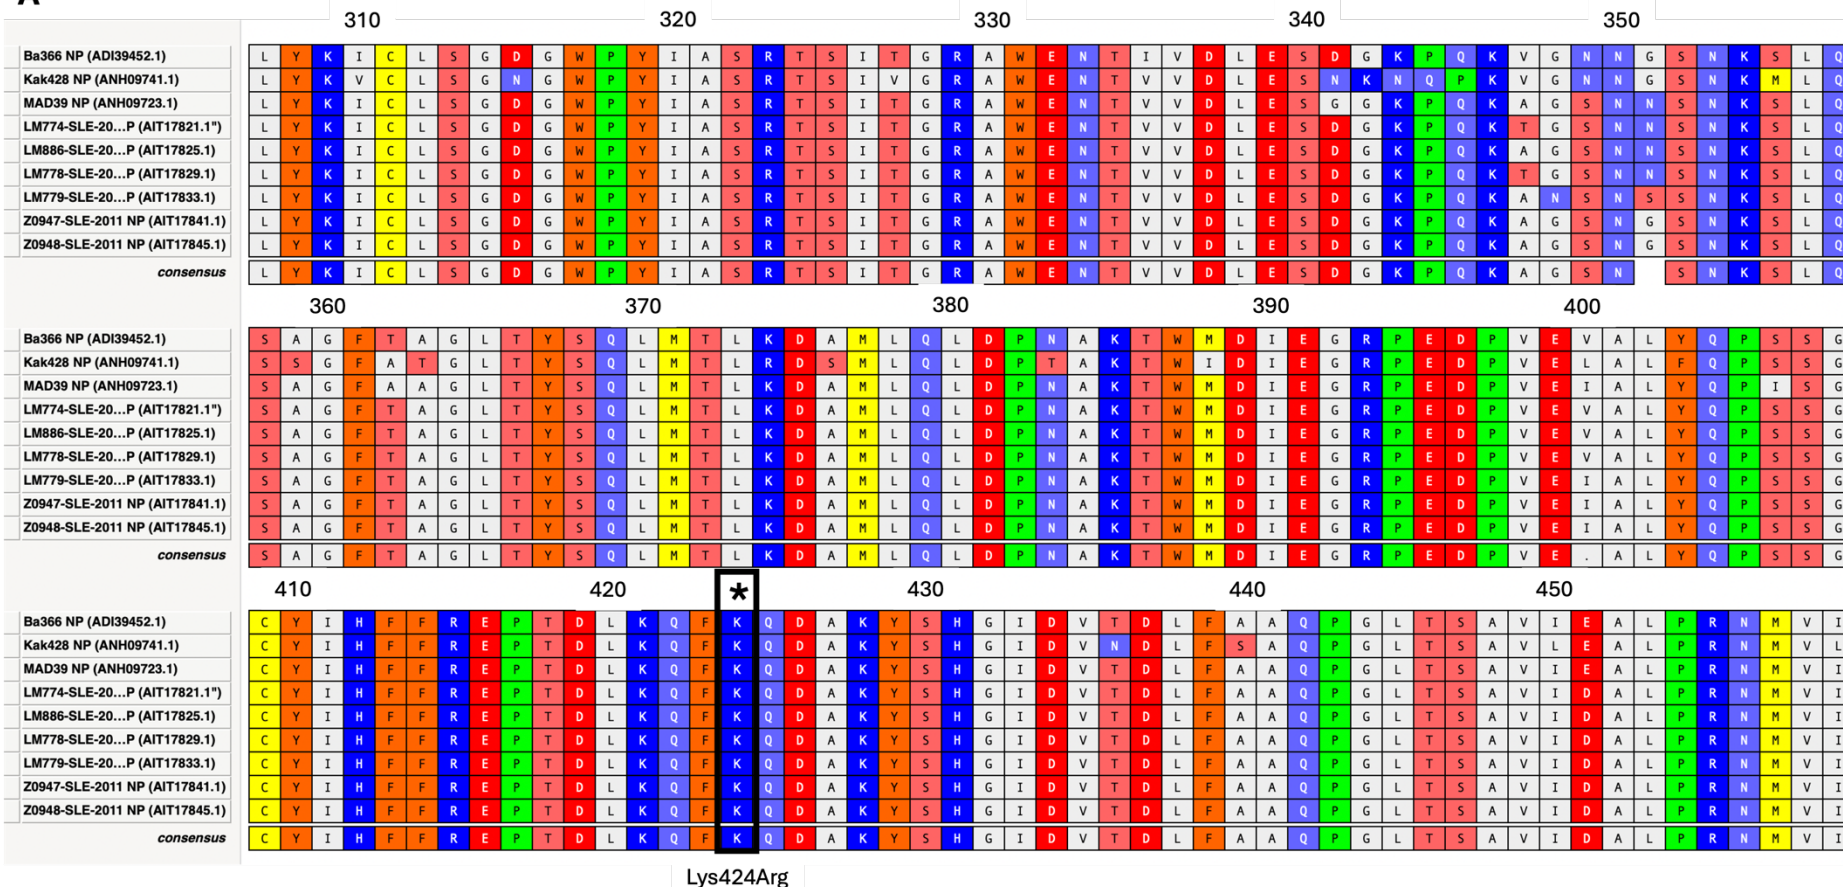 A
310 320 330 340 350
Ba366 NP (ADI39452.1) L Y K I C L S G D G W P Y I A S R T S I T G R A W E N T I V D L E S D G K P Q K V G N N G S N K S L Q
Kak428 NP (ANH09741.1) L Y K V C L S G N G W P Y I A S R T S I V G R A W E N T V V D L E S N K N Q P K V G N N G S N K M L Q
MAD39 NP (ANH09723.1) L Y K I C L S G D G W P Y I A S R T S I T G R A W E N T V V D L E S G G K P Q K A G S N N S N K S L Q
LM774-SLE-20...P (AIT17821.1") L Y K I C L S G D G W P Y I A S R T S I T G R A W E N T V V D L E S D G K P Q K T G S N N S N K S L Q
LM886-SLE-20...P (AIT17825.1) L Y K I C L S G D G W P Y I A S R T S I T G R A W E N T V V D L E S D G K P Q K A G S N N S N K S L Q
LM778-SLE-20...P (AIT17829.1) L Y K I C L S G D G W P Y I A S R T S I T G R A W E N T V V D L E S D G K P Q K T G S N N S N K S L Q
LM779-SLE-20...P (AIT17833.1) L Y K I C L S G D G W P Y I A S R T S I T G R A W E N T V V D L E S D G K P Q K A N S N S S N K S L Q
Z0947-SLE-2011 NP (AIT17841.1) L Y K I C L S G D G W P Y I A S R T S I T G R A W E N T V V D L E S D G K P Q K A G S N G S N K S L Q
Z0948-SLE-2011 NP (AIT17845.1) L Y K I C L S G D G W P Y I A S R T S I T G R A W E N T V V D L E S D G K P Q K A G S N G S N K S L Q
consensus L Y K I C L S G D G W P Y I A S R T S I T G R A W E N T V V D L E S D G K P Q K A G S N S N K S L Q
360 370 380 390 400
Ba366 NP (ADI39452.1) S A G F T A G L T Y S Q L M T L K D A M L Q L D P N A K T W M D I E G R P E D P V E V A L Y Q P S S G
Kak428 NP (ANH09741.1) S S G F A T G L T Y S Q L M T L R D S M L Q L D P T A K T W I D I E G R P E D P V E L A L F Q P S S G
MAD39 NP (ANH09723.1) S A G F A A G L T Y S Q L M T L K D A M L Q L D P N A K T W M D I E G R P E D P V E I A L Y Q P I S G
LM774-SLE-20...P (AIT17821.1") S A G F T A G L T Y S Q L M T L K D A M L Q L D P N A K T W M D I E G R P E D P V E V A L Y Q P S S G
LM886-SLE-20...P (AIT17825.1) S A G F T A G L T Y S Q L M T L K D A M L Q L D P N A K T W M D I E G R P E D P V E V A L Y Q P S S G
LM778-SLE-20...P (AIT17829.1) S A G F T A G L T Y S Q L M T L K D A M L Q L D P N A K T W M D I E G R P E D P V E V A L Y Q P S S G
LM779-SLE-20...P (AIT17833.1) S A G F T A G L T Y S Q L M T L K D A M L Q L D P N A K T W M D I E G R P E D P V E I A L Y Q P S S G
Z0947-SLE-2011 NP (AIT17841.1) S A G F T A G L T Y S Q L M T L K D A M L Q L D P N A K T W M D I E G R P E D P V E I A L Y Q P S S G
Z0948-SLE-2011 NP (AIT17845.1) S A G F T A G L T Y S Q L M T L K D A M L Q L D P N A K T W M D I E G R P E D P V E I A L Y Q P S S G
consensus S A G F T A G L T Y S Q L M T L K D A M L Q L D P N A K T W M D I E G R P E D P V E . A L Y Q P S S G
410 420 * 430 440 450
Ba366 NP (ADI39452.1) C Y I H F F R E P T D L K Q F K Q D A K Y S H G I D V T D L F A A Q P G L T S A V I E A L P R N M V I
Kak428 NP (ANH09741.1) C Y I H F F R E P T D L K Q F K Q D A K Y S H G I D V N D L F S A Q P G L T S A V L E A L P R N M V L
MAD39 NP (ANH09723.1) C Y I H F F R E P T D L K Q F K Q D A K Y S H G I D V T D L F A A Q P G L T S A V I E A L P R N M V I
LM774-SLE-20...P (AIT17821.1") C Y I H F F R E P T D L K Q F K Q D A K Y S H G I D V T D L F A A Q P G L T S A V I D A L P R N M V I
LM886-SLE-20...P (AIT17825.1) C Y I H F F R E P T D L K Q F K Q D A K Y S H G I D V T D L F A A Q P G L T S A V I D A L P R N M V I
LM778-SLE-20...P (AIT17829.1) C Y I H F F R E P T D L K Q F K Q D A K Y S H G I D V T D L F A A Q P G L T S A V I D A L P R N M V I
LM779-SLE-20...P (AIT17833.1) C Y I H F F R E P T D L K Q F K Q D A K Y S H G I D V T D L F A A Q P G L T S A V I D A L P R N M V I
Z0947-SLE-2011 NP (AIT17841.1) C Y I H F F R E P T D L K Q F K Q D A K Y S H G I D V T D L F A A Q P G L T S A V I D A L P R N M V I
Z0948-SLE-2011 NP (AIT17845.1) C Y I H F F R E P T D L K Q F K Q D A K Y S H G I D V T D L F A A Q P G L T S A V I D A L P R N M V I
consensus C Y I H F F R E P T D L K Q F K Q D A K Y S H G I D V T D L F A A Q P G L T S A V I D A L P R N M V I
Lys424Arg